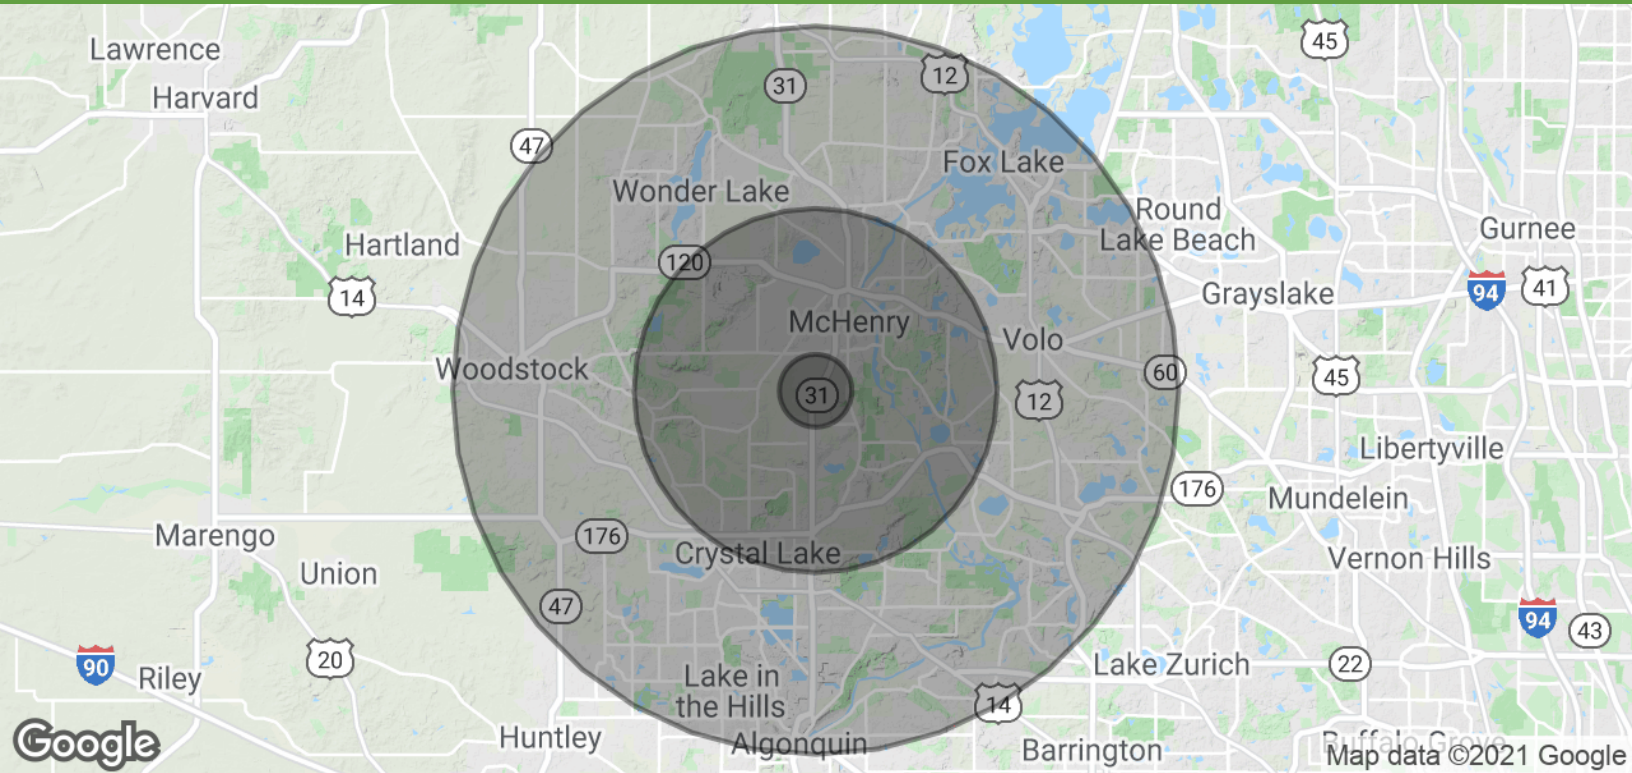 45
Lawrence
12
31
Harvard
47
Fox Lake
Wonder Lake
Round
Lake Beach
Gurnee
Hartland
120
14
94
41
Grayslake
McHenry
Volo
Woodstock
60
45
31
12
Libertyville
176
Mundelein
Marengo
176
Crystal Lake
Vernon Hills
Union
47
94
43
20
90
Lake Zurich
22
Riley
Lake in
the Hills
14
Google
Huntley
Algonquin
Barrington
Buffalo Grove
Map data ©2021 Google